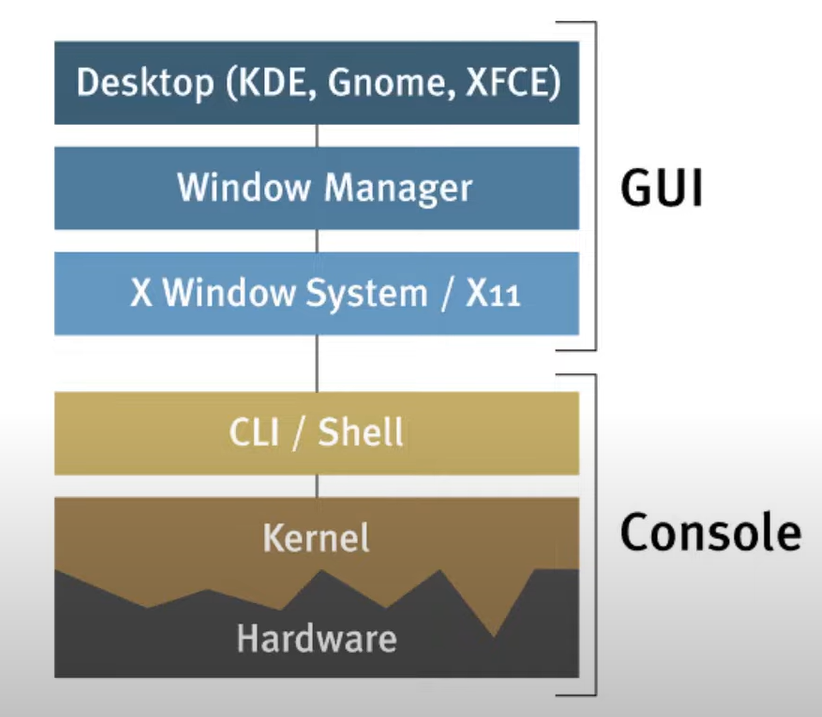 Desktop (KDE, Gnome, XFCE)
Window Manager
GUI
X Window System / X11
CLI / Shell
Kernel
Console
Hardware